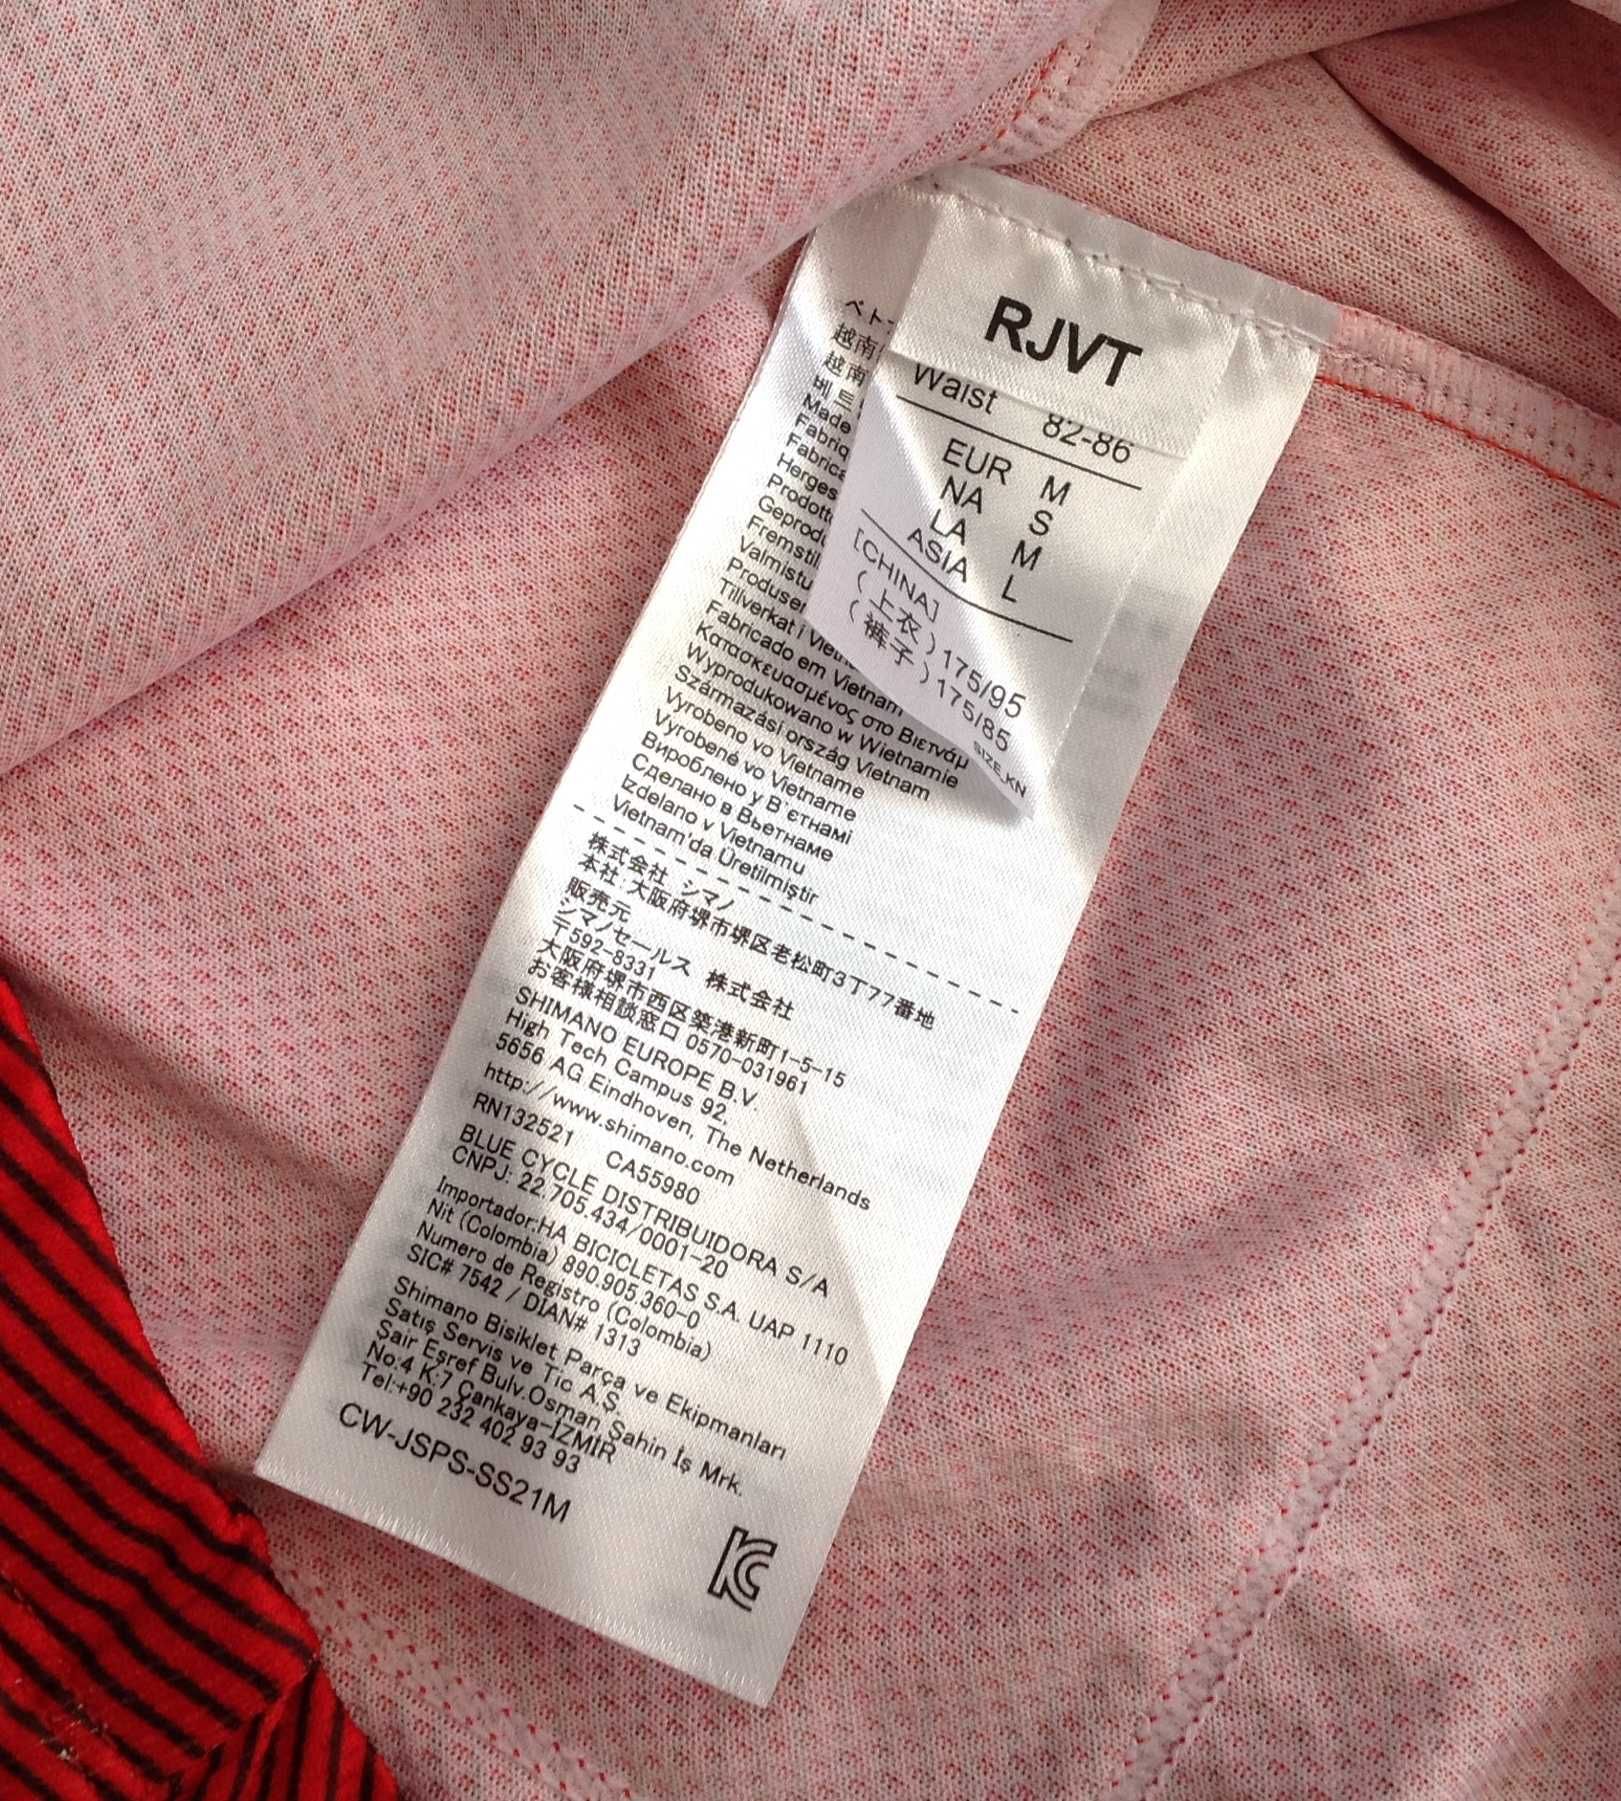 RJVT
Waist 82-86
EUR M
NA S
LA M
ASIA L
[CHINA]
(上衣)175/95
(裤子)175/85
SIZE_KN
ベト
越南
越南
베트
Made
Fabriq
Fabrica
Herges
Prodott
Geprodu
Fremstil
Valmistu
Produser
Tillverkat i Vietn
Fabricado em Vietnam
Κατασκευασμένος στο Βιετνάμ
Wyprodukowano w Wietnamie
Származási ország Vietnam
Vyrobeno vo Vietname
Vyrobené vo Vietname
Вироблено у В'єтнамі
Сделано в Вьетнаме
Izdelano v Vietnamu
Vietnam'da Üretilmiştir
株式会社 シマノ
本社:大阪府堺市堺区老松町3丁77番地
販売元
シマノセールス 株式会社
〒592-8331
大阪府堺市西区築港新町1-5-15
お客様相談窓口 0570-031961
SHIMANO EUROPE B.V.
High Tech Campus 92,
5656 AG Eindhoven, The Netherlands
http://www.shimano.com
RN132521 CA55980
BLUE CYCLE DISTRIBUIDORA S/A
CNPJ: 22.705.434/0001-20
Importador:HA BICICLETAS S.A. UAP 1110
Nit (Colombia) 890.905.360-0
Numero de Registro (Colombia)
SIC# 7542 / DIAN# 1313
Shimano Bisiklet Parça ve Ekipmanları
Satış Servis ve Tic A.Ş.
Şair Eşref Bulv.Osman Şahin İş Mrk.
No:4 K:7 Çankaya-İZMİR
Tel:+90 232 402 93 93
CW-JSPS-SS21M